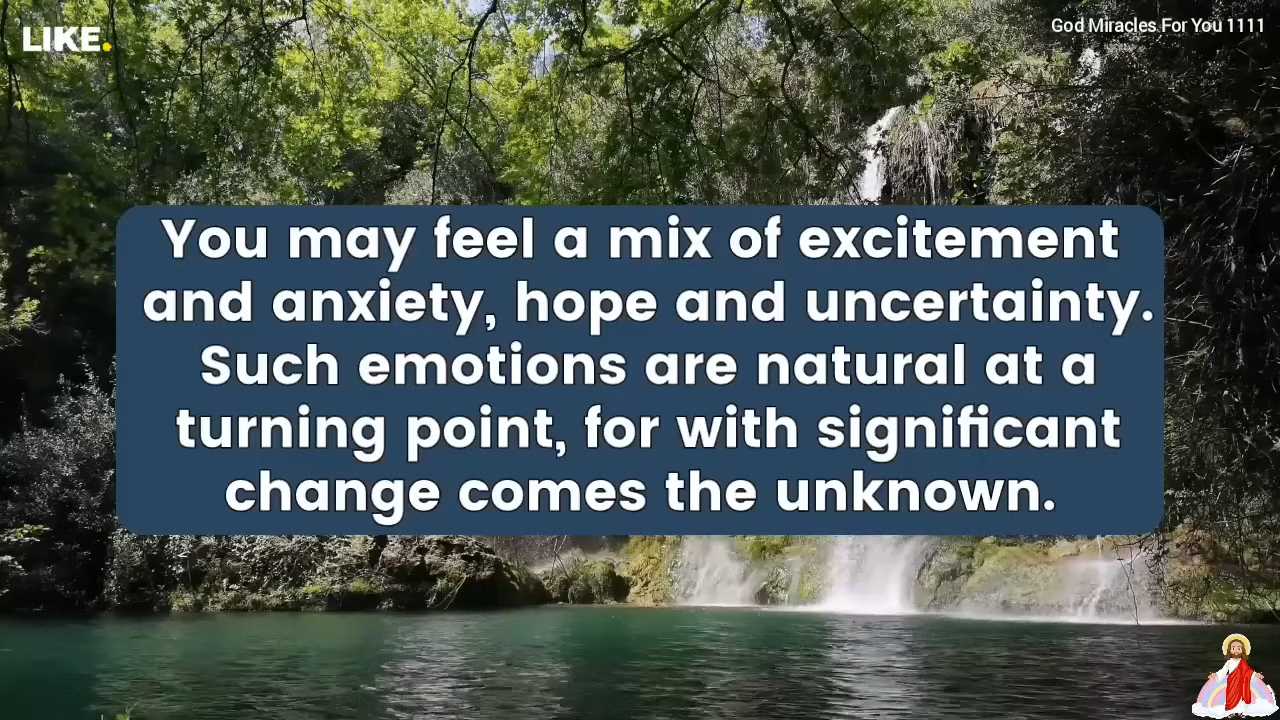 LIKE.
God Miracles For You 1111
You may feel a mix of excitement
and anxiety, hope and uncertainty.
Such emotions are natural at a
turning point, for with significant
change comes the unknown.